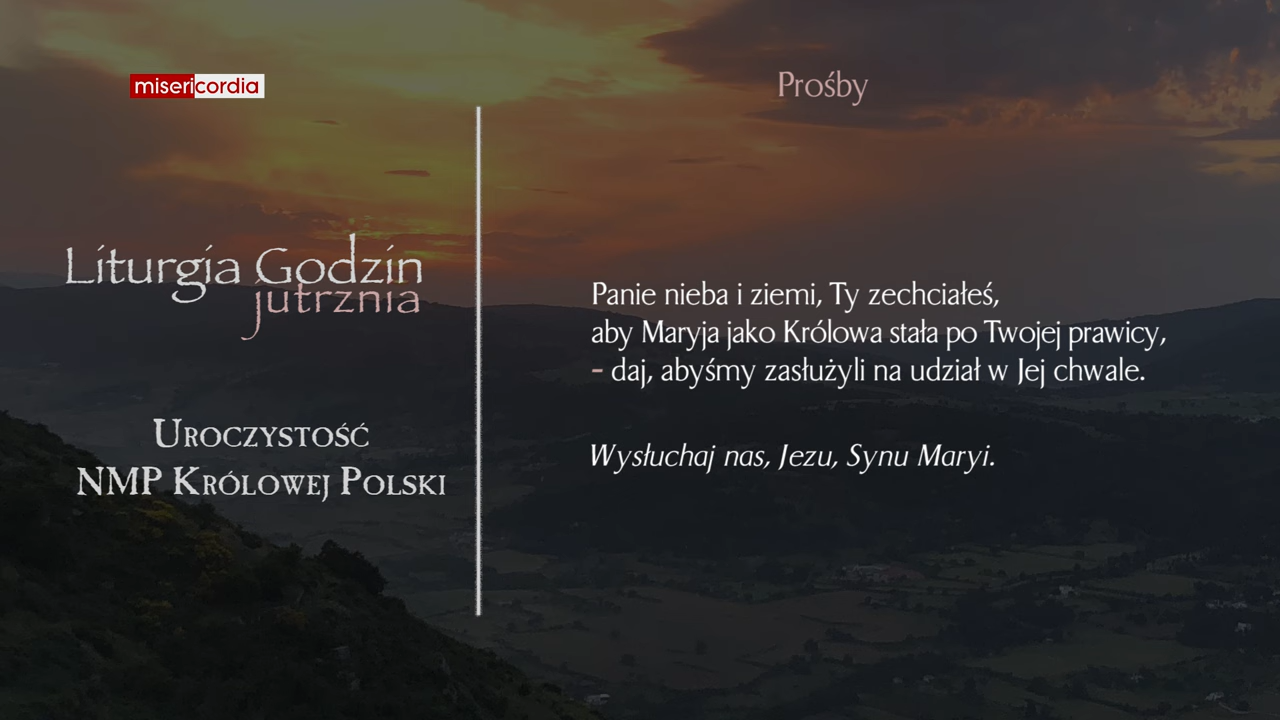 misericordia
Liturgia Godzin
jutrznia
Uroczystość
NMP Królowej Polski
Prośby
Panie nieba i ziemi, Ty zechciałeś,
aby Maryja jako Królowa stała po Twojej prawicy,
- daj, abyśmy zasłużyli na udział w Jej chwale.
Wysłuchaj nas, Jezu, Synu Maryi.